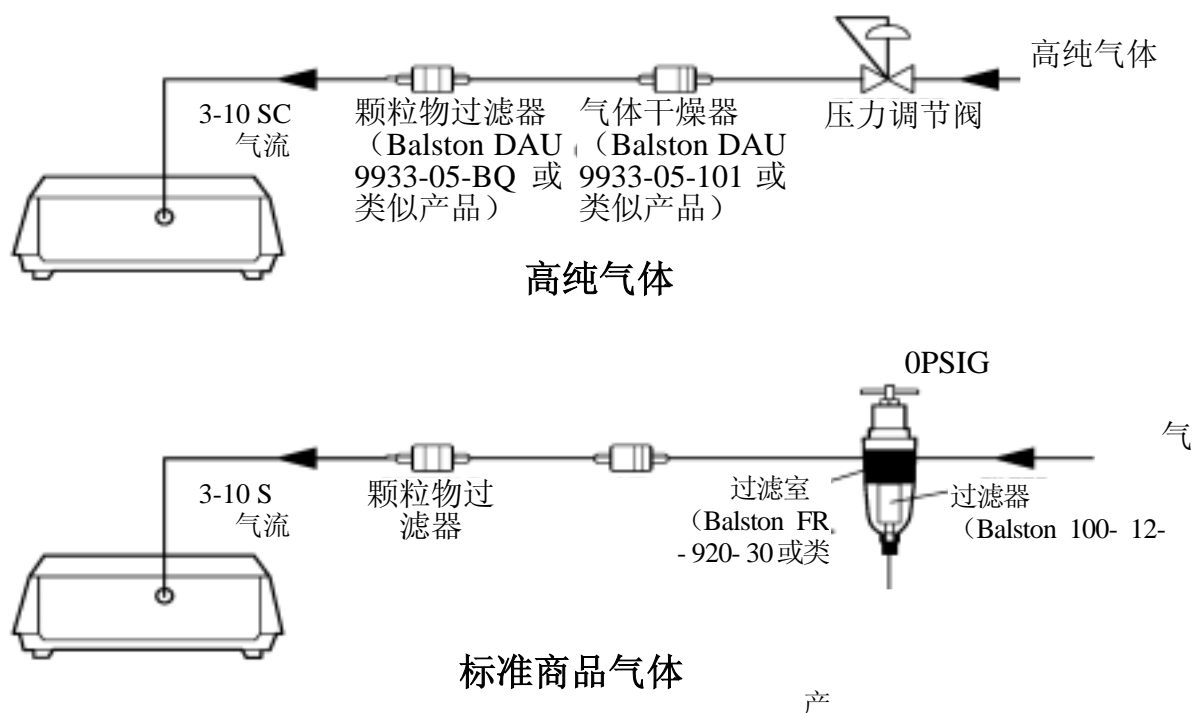 高纯气体
3-10 SC
气流
颗粒物过滤器
（Balston DAU
9933-05-BQ 或
类似产品）
气体干燥器
（Balston DAU
9933-05-101 或
类似产品）
压力调节阀
高纯气体
0PSIG
气
3-10 S
气流
颗粒物过
滤器
过滤室
（Balston FR
- 920- 30 或类
过滤器
（Balston 100- 12-
标准商品气体
产